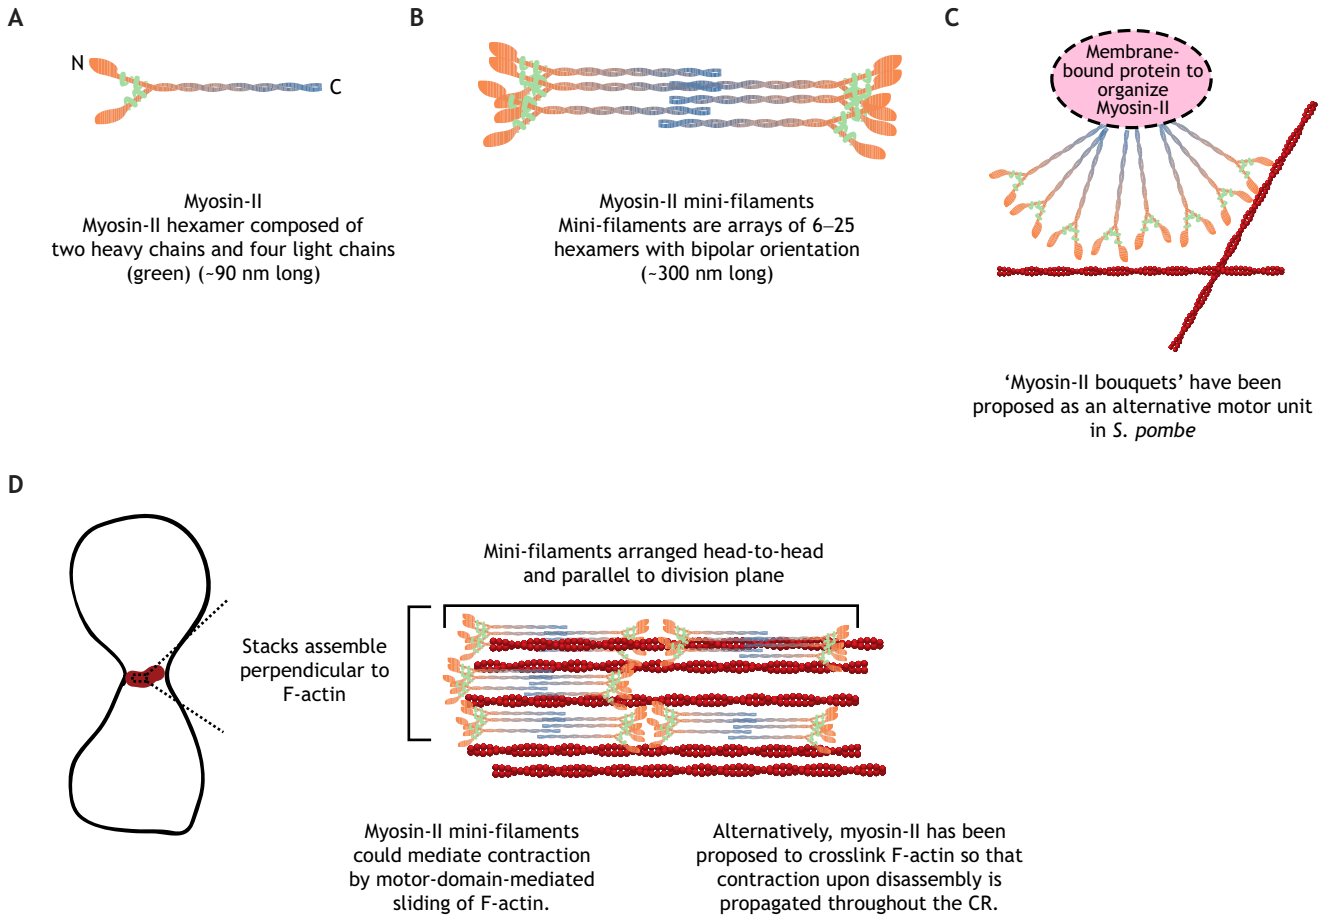 A
N
C
Myosin-II
Myosin-II hexamer composed of
two heavy chains and four light chains
(green) (~90 nm long)
B
Myosin-II mini-filaments
Mini-filaments are arrays of 6–25
hexamers with bipolar orientation
(~300 nm long)
C
Membrane-
bound protein to
organize
Myosin-II
‘Myosin-II bouquets’ have been
proposed as an alternative motor unit
in S. pombe
D
Stacks assemble
perpendicular to
F-actin
Mini-filaments arranged head-to-head
and parallel to division plane
Myosin-II mini-filaments
could mediate contraction
by motor-domain-mediated
sliding of F-actin.
Alternatively, myosin-II has been
proposed to crosslink F-actin so that
contraction upon disassembly is
propagated throughout the CR.